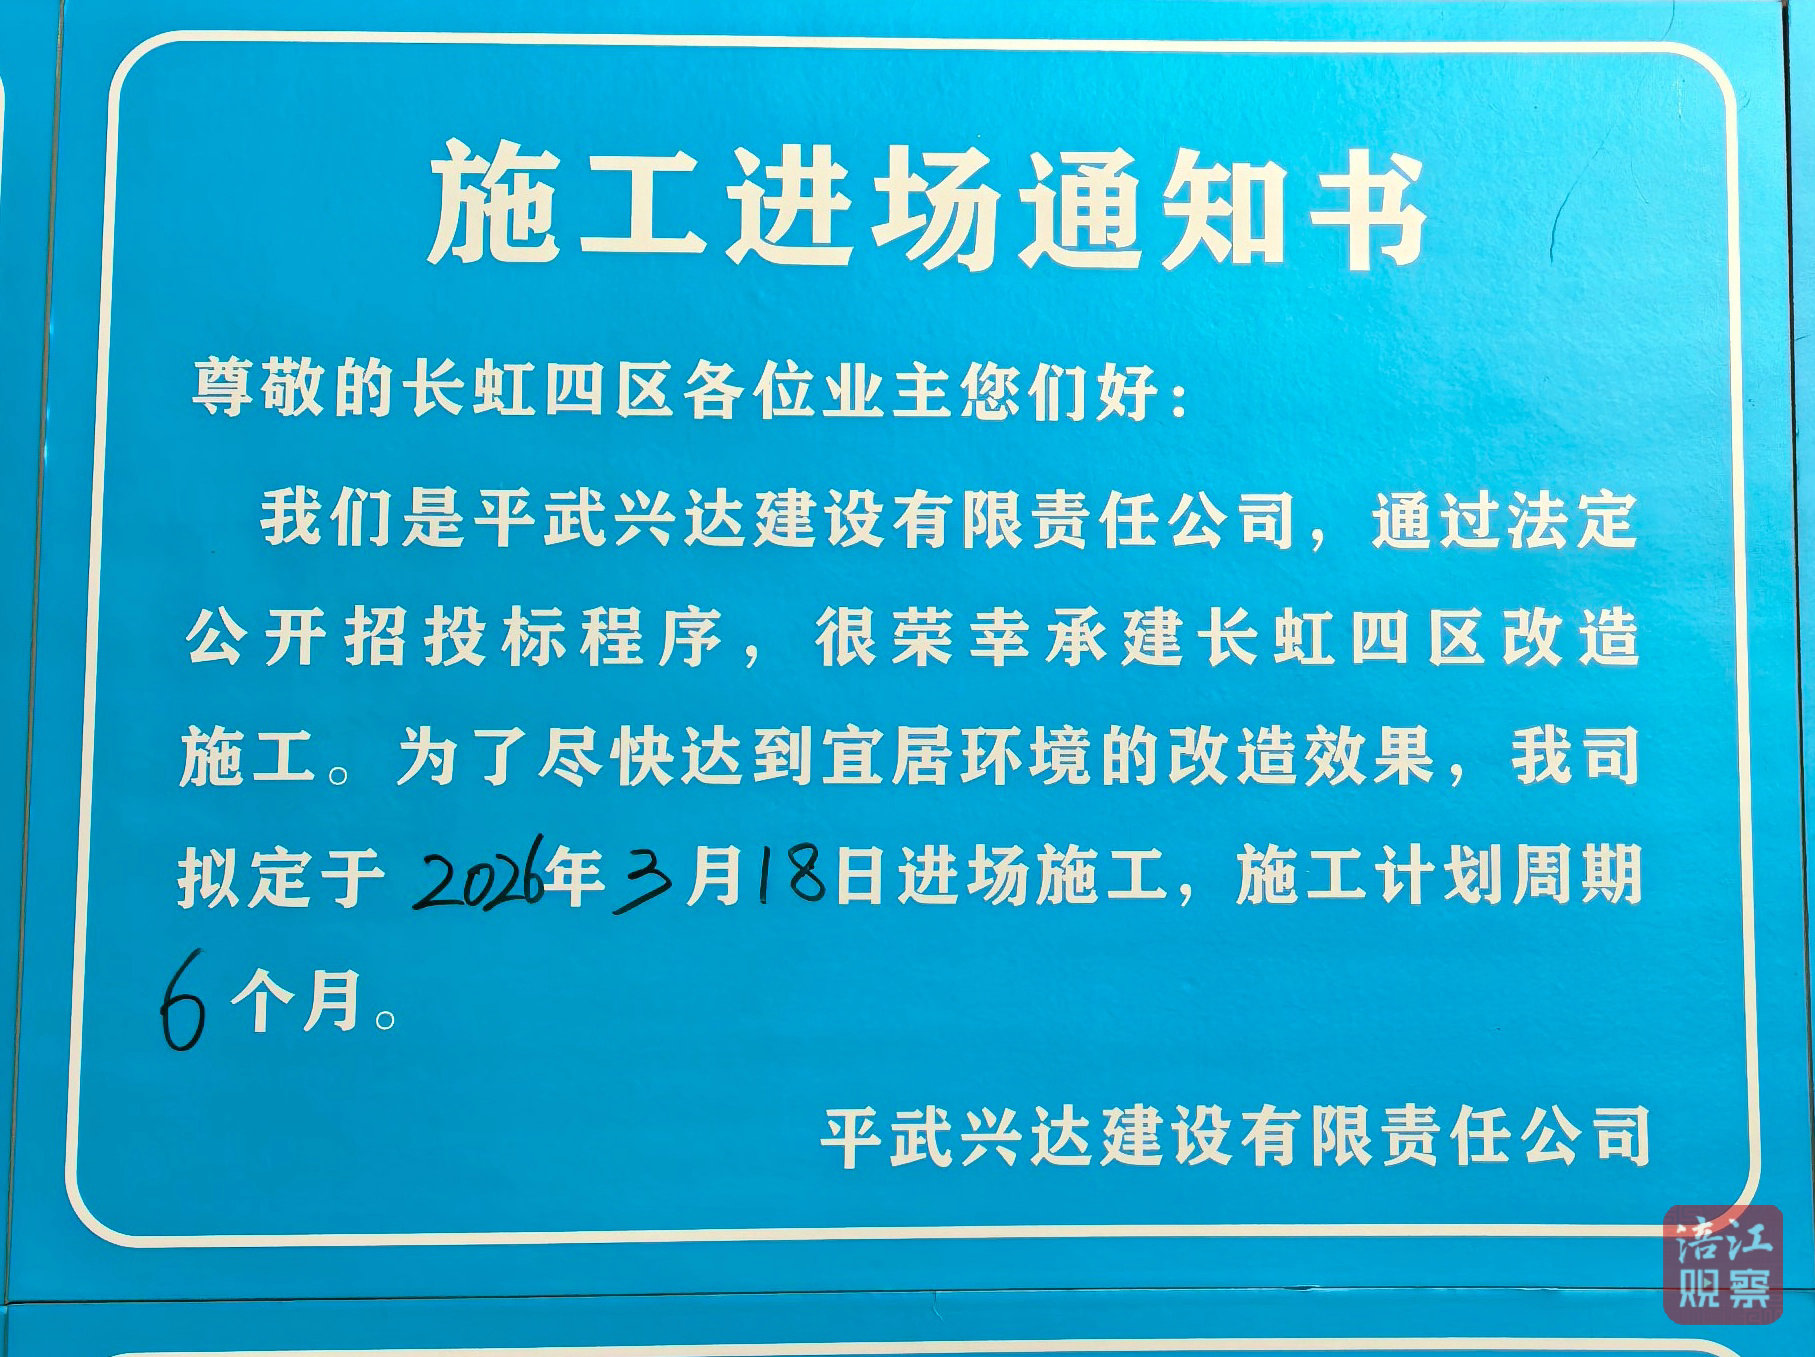 施工进场通知书
尊敬的长虹四区各位业主您们好：
我们是平武兴达建设有限责任公司，通过法定
公开招投标程序，很荣幸承建长虹四区改造
施工。为了尽快达到宜居环境的改造效果，我司
拟定于2026年3月18日进场施工，施工计划周期
6个月。
平武兴达建设有限责任公司
涪江
观察